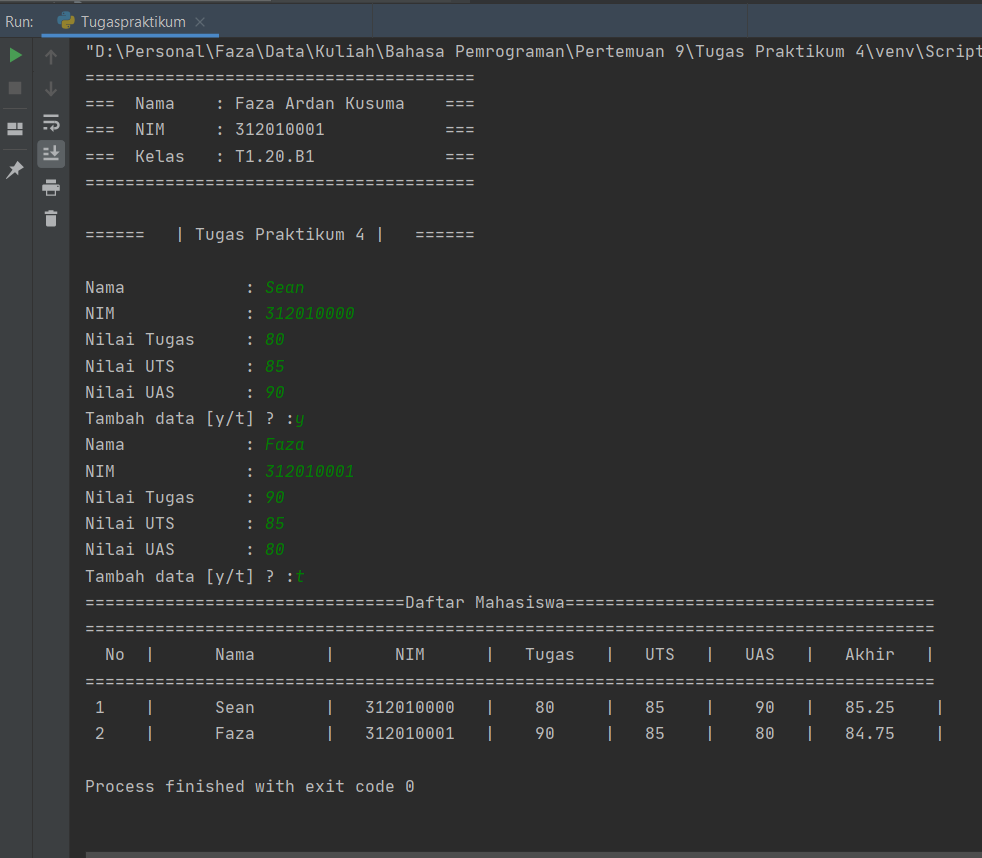 Run: Tugaspraktikum
"D:\Personal\Faza\Data\Kuliah\Bahasa Pemrograman\Pertemuan 9\Tugas Praktikum 4\venv\Script
=======================================
===  Nama    : Faza Ardan Kusuma    ===
===  NIM     : 312010001            ===
===  Kelas   : T1.20.B1             ===
=======================================
======   | Tugas Praktikum 4 |   ======
Nama            : Sean
NIM             : 312010000
Nilai Tugas     : 80
Nilai UTS       : 85
Nilai UAS       : 90
Tambah data [y/t] ? :y
Nama            : Faza
NIM             : 312010001
Nilai Tugas     : 90
Nilai UTS       : 85
Nilai UAS       : 80
Tambah data [y/t] ? :t
================================Daftar Mahasiswa=====================================
=====================================================================================
  No  |      Nama       |      NIM      |   Tugas   |   UTS   |   UAS   |   Akhir   |
=====================================================================================
 1    |      Sean       |   312010000   |    80     |   85    |    90   |   85.25    |
 2    |      Faza       |   312010001   |    90     |   85    |    80   |   84.75    |
Process finished with exit code 0